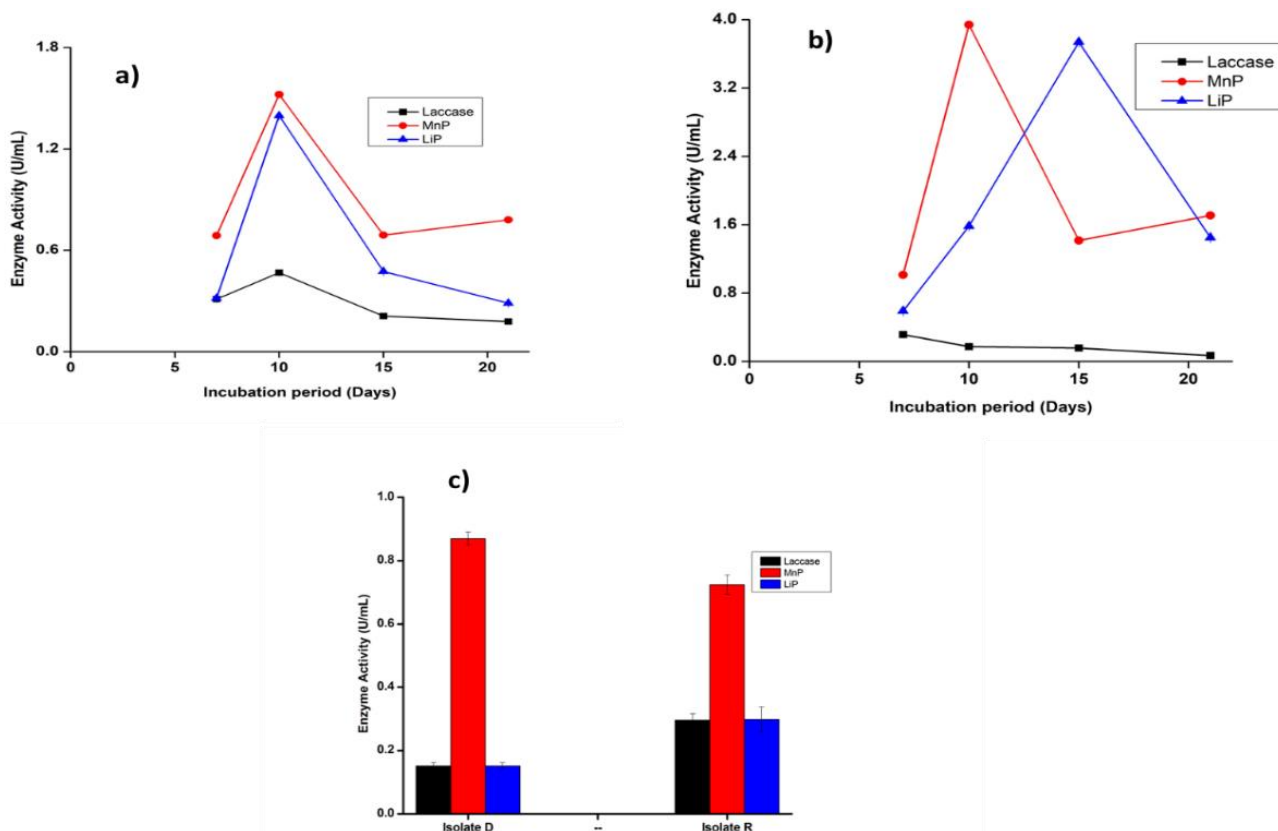 a)
Laccase
MnP
LiP
Enzyme Activity (U/mL)
1.8
1.2
0.6
0.0
0 5 10 15 20
Incubation period (Days)
b)
Laccase
MnP
LiP
Enzyme Activity (U/mL)
4.0
3.2
2.4
1.6
0.8
0.0
0 5 10 15 20
Incubation period (Days)
c)
Laccase
MnP
LiP
Enzyme Activity (U/mL)
1.0
0.8
0.6
0.4
0.2
0.0
Isolate D -- Isolate R